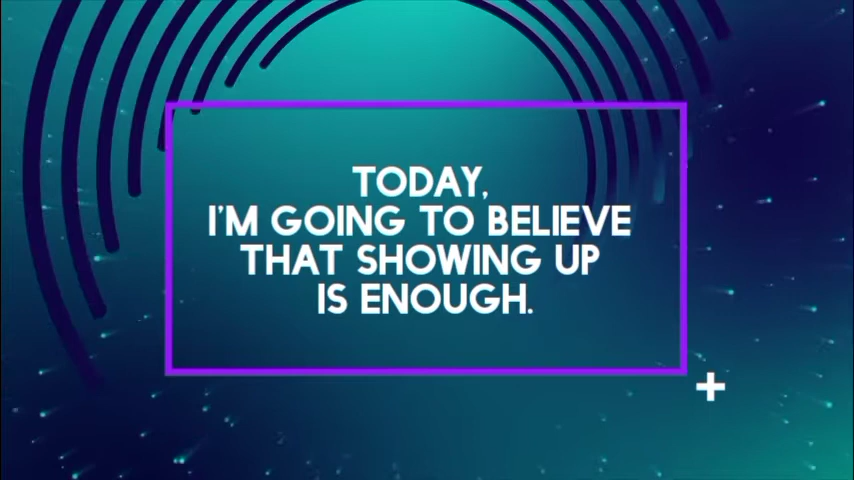 TODAY,
I'M GOING TO BELIEVE
THAT SHOWING UP
IS ENOUGH.